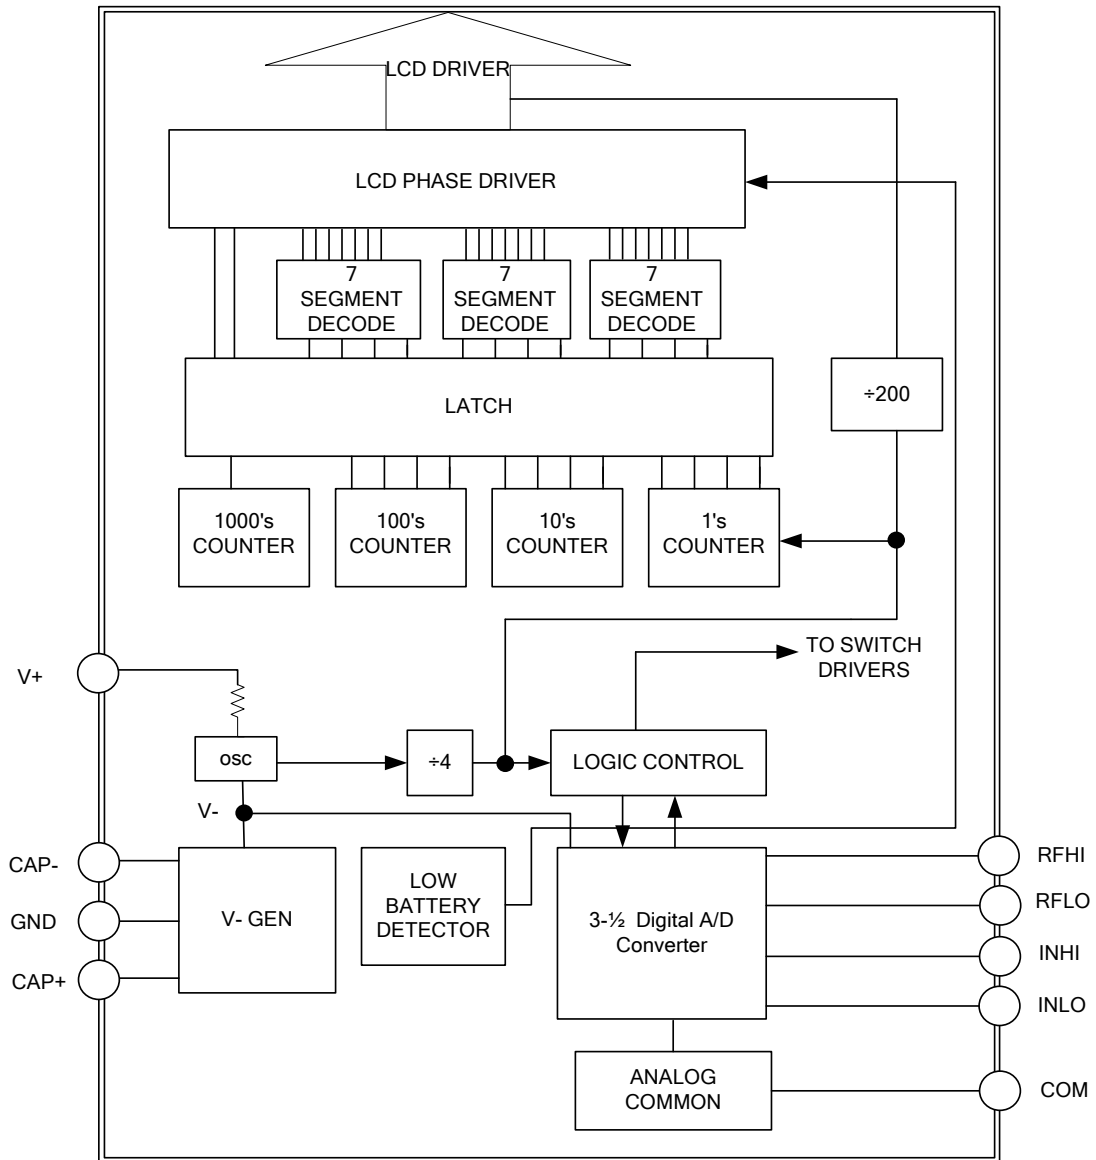 LCD DRIVER
LCD PHASE DRIVER
7
SEGMENT
DECODE
7
SEGMENT
DECODE
7
SEGMENT
DECODE
LATCH
÷200
1000's
COUNTER
100's
COUNTER
10's
COUNTER
1's
COUNTER
TO SWITCH
DRIVERS
V+
OSC
÷4
LOGIC CONTROL
V-
CAP-
GND
CAP+
V- GEN
LOW
BATTERY
DETECTOR
3-½ Digital A/D
Converter
RFHI
RFLO
INHI
INLO
ANALOG
COMMON
COM